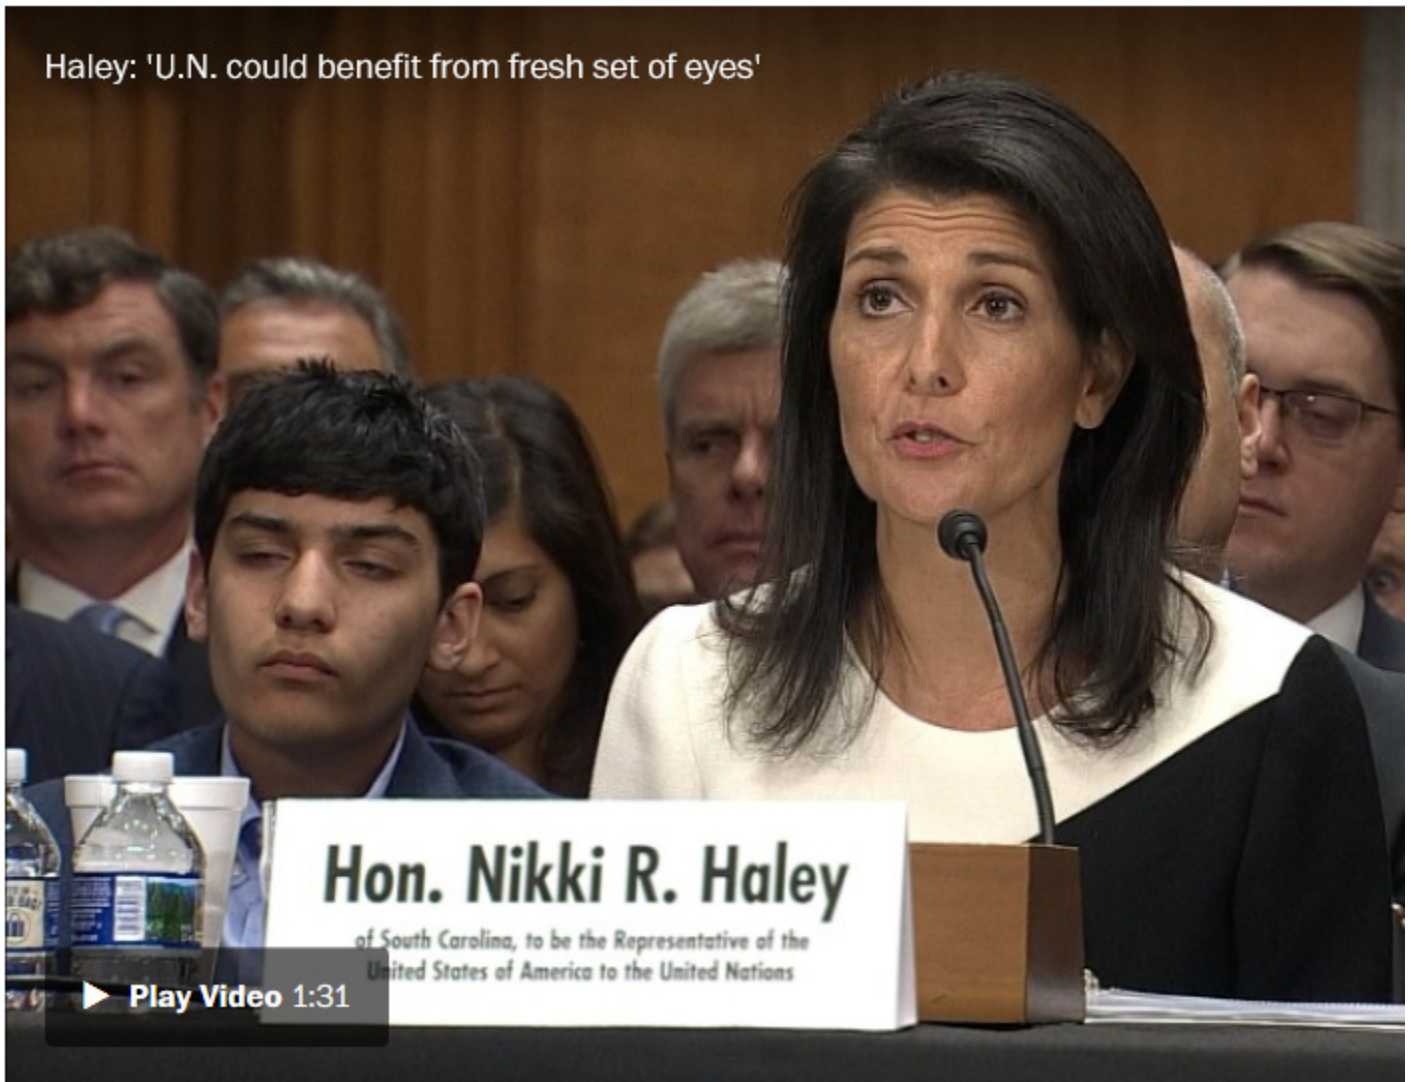 Haley: 'U.N. could benefit from fresh set of eyes'
Hon. Nikki R. Haley
of South Carolina, to be the Representative of the
United States of America to the United Nations
Play Video 1:31